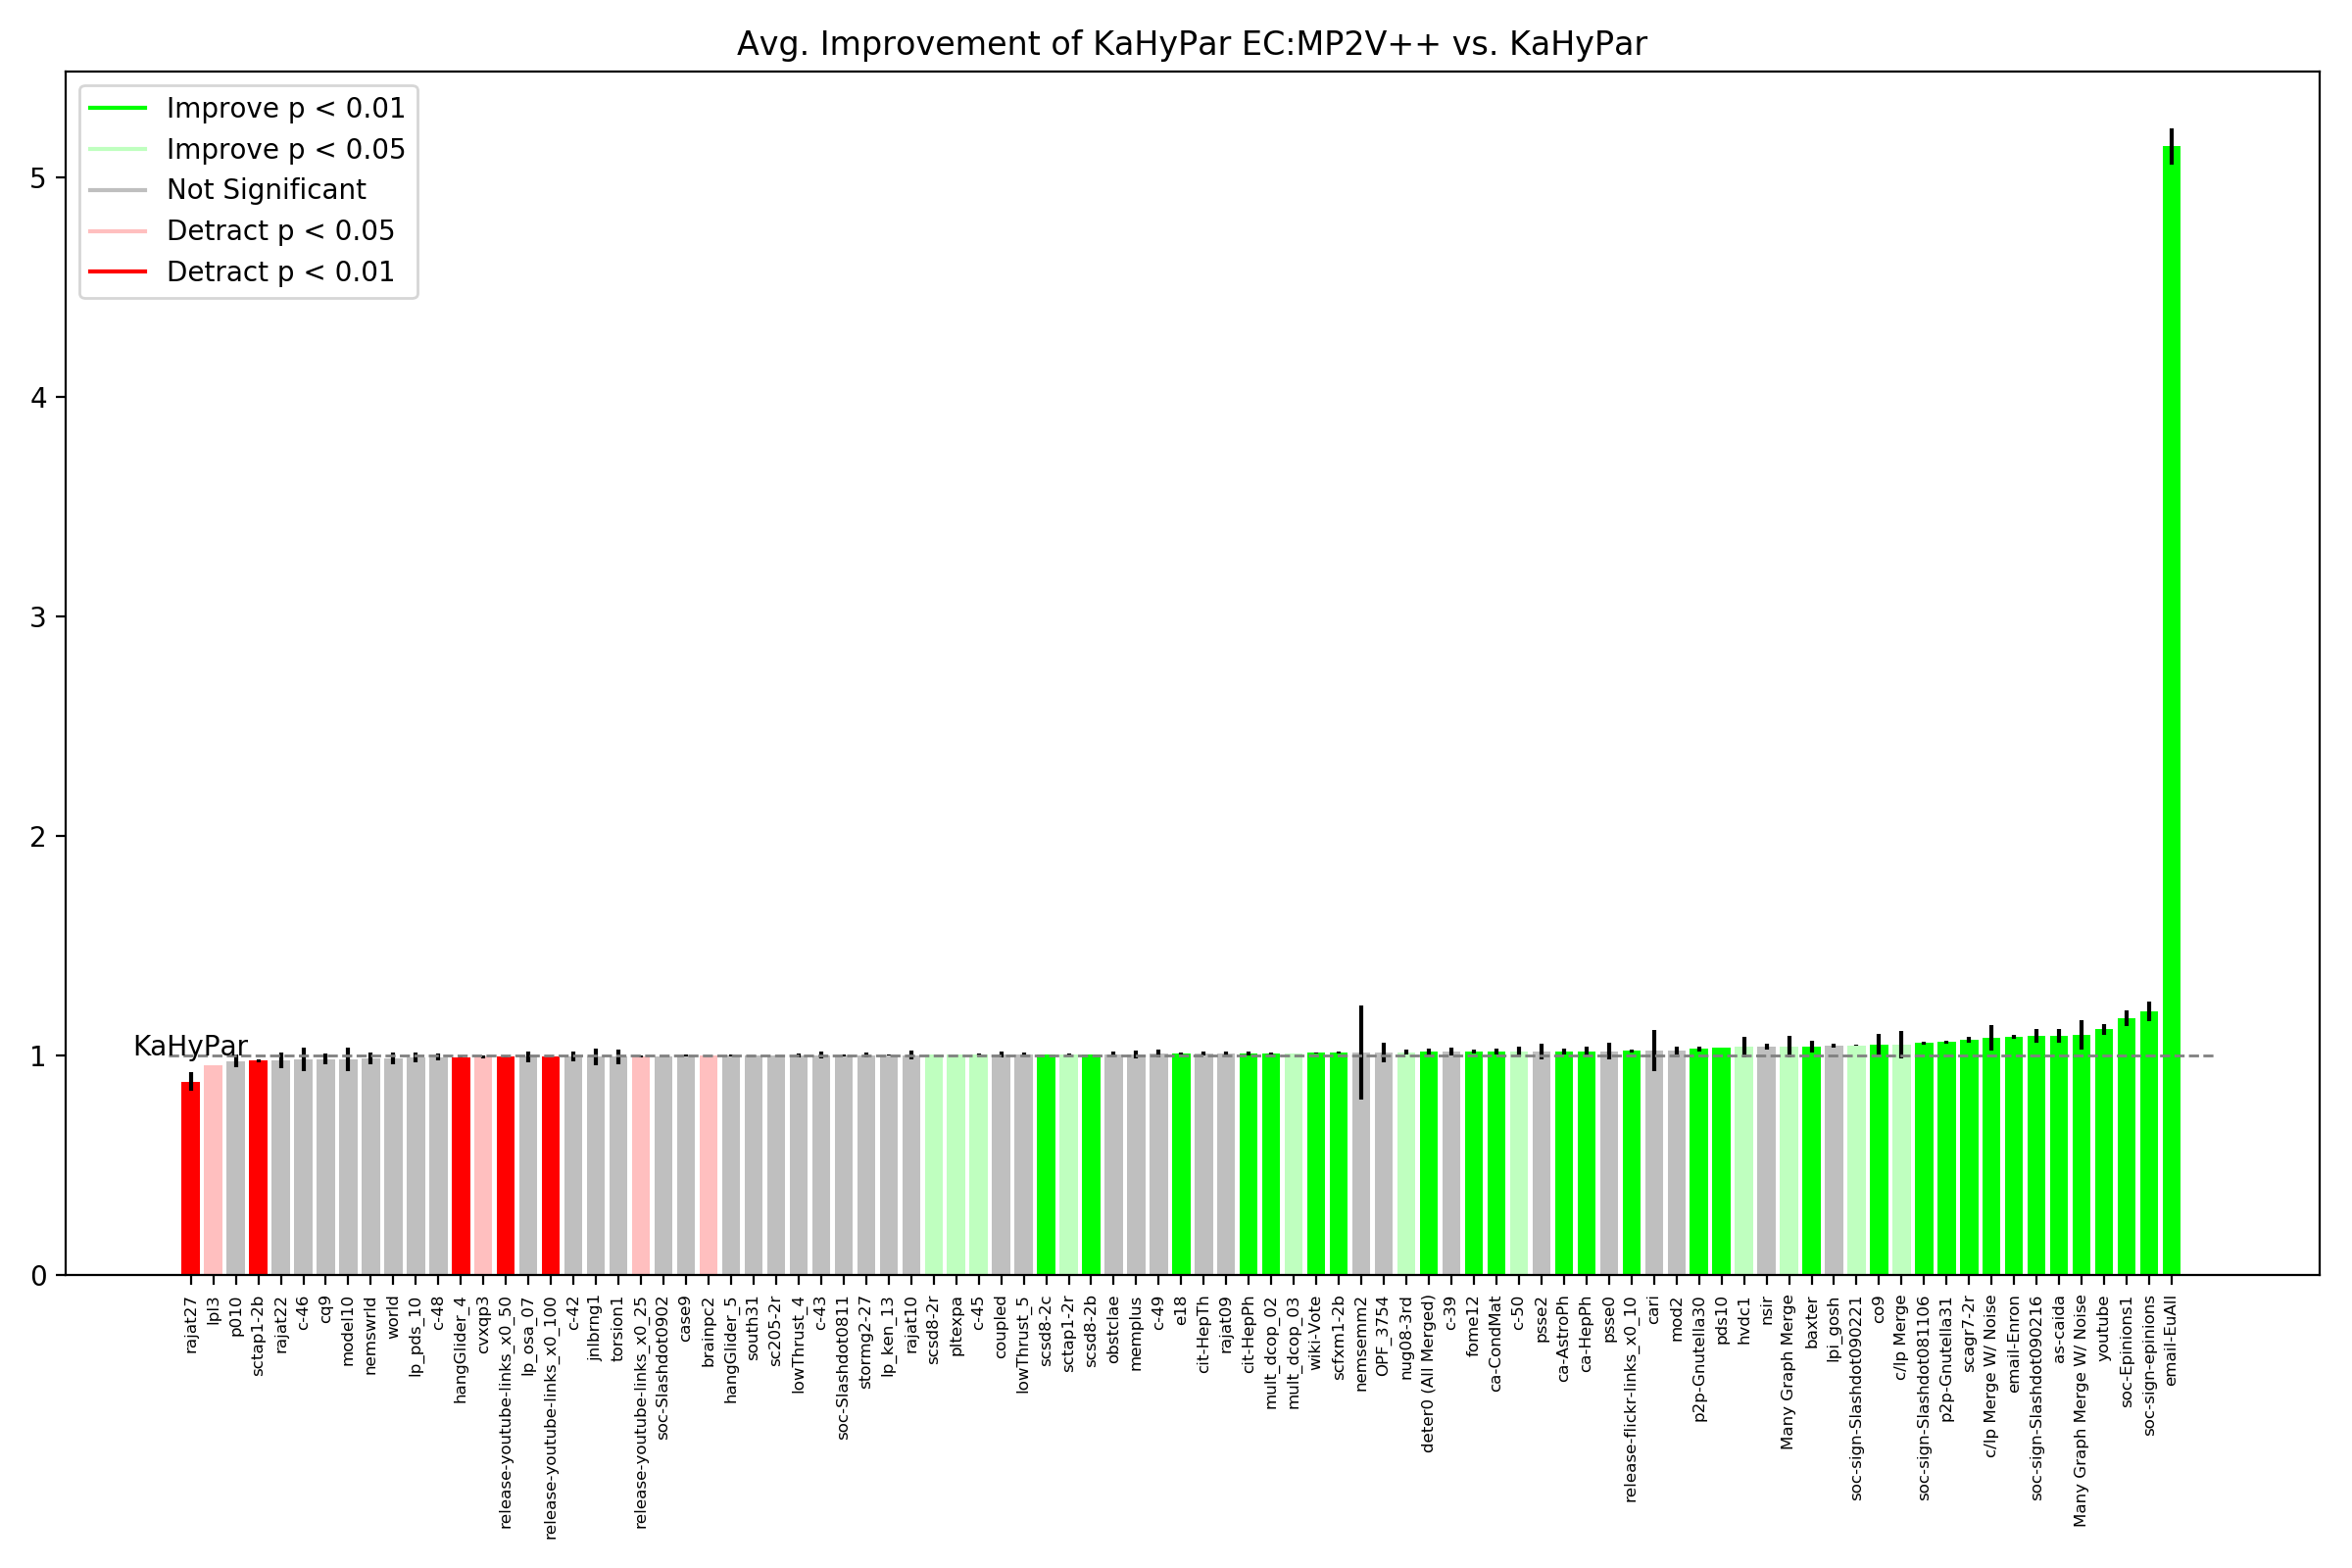 Avg. Improvement of KaHyPar EC:MP2V++ vs. KaHyPar
Improve p < 0.01
Improve p < 0.05
Not Significant
Detract p < 0.05
Detract p < 0.01
5
4
3
2
1
0
KaHyPar
rajat27
lpl3
p010
sctap1-2b
rajat22
c-46
cq9
model10
nemswrld
world
lp_pds_10
c-48
hangGlider_4
cvxqp3
release-youtube-links_x0_50
lp_osa_07
release-youtube-links_x0_100
c-42
jnlbrng1
torsion1
release-youtube-links_x0_25
soc-Slashdot0902
case9
brainpc2
hangGlider_5
south31
sc205-2r
lowThrust_4
c-43
soc-Slashdot0811
stormg2-27
lp_ken_13
rajat10
scsd8-2r
pltexpa
c-45
coupled
lowThrust_5
scsd8-2c
sctap1-2r
scsd8-2b
obstclae
memplus
c-49
e18
cit-HepTh
rajat09
cit-HepPh
mult_dcop_02
mult_dcop_03
wiki-Vote
scfxm1-2b
nemsemm2
OPF_3754
nug08-3rd
deter0 (All Merged)
c-39
fome12
ca-CondMat
c-50
psse2
ca-AstroPh
ca-HepPh
psse0
release-flickr-links_x0_10
cari
mod2
p2p-Gnutella30
pds10
hvdc1
nsir
Many Graph Merge
baxter
lpi_gosh
soc-sign-Slashdot090221
co9
c/lp Merge
soc-sign-Slashdot081106
p2p-Gnutella31
scagr7-2r
c/lp Merge W/ Noise
email-Enron
soc-sign-Slashdot090216
as-caida
Many Graph Merge W/ Noise
youtube
soc-Epinions1
soc-sign-epinions
email-EuAll